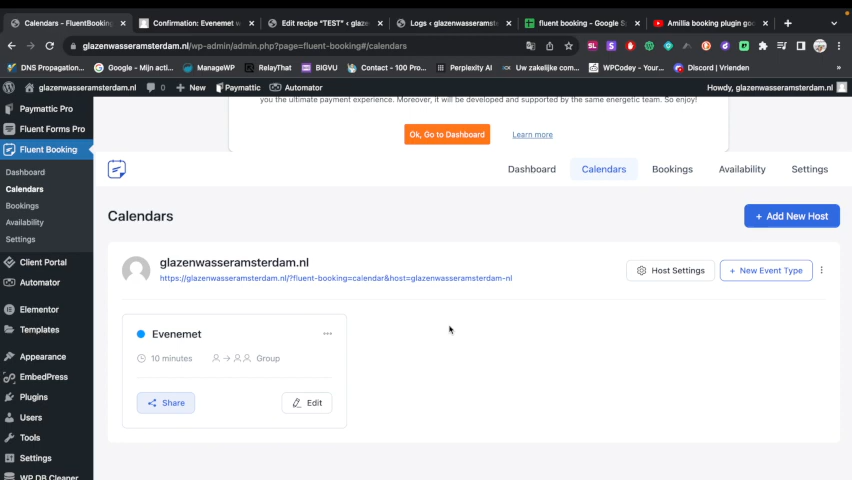 Calendars - FluentBooking
Confirmation: Evenemet w
Edit recipe "TEST" ‹ glaze
Logs ‹ glazenwasseramste
fluent booking - Google S
Amillia booking plugin go
glazenwasseramsterdam.nl/wp-admin/admin.php?page=fluent-booking#/calendars
DNS Propagation...
Google - Mijn acti...
ManageWP
RelayThat
BIGVU
Contact - 100 Pro...
Perplexity AI
Uw zakelijke com...
WPCodey - Your...
Discord | Vrienden
»
glazenwasseramsterdam.nl
0
+ New
Paymattic
Automator
Howdy, glazenwasseramsterdam.nl
Paymattic Pro
Fluent Forms Pro
Fluent Booking
Dashboard
Calendars
Bookings
Availability
Settings
Client Portal
Automator
Elementor
Templates
Appearance
EmbedPress
Plugins
Users
Tools
Settings
WP DB Cleaner
you the ultimate payment experience. Moreover, it will be developed and supported by the same energetic team. So enjoy!
Ok, Go to Dashboard
Learn more
Dashboard
Calendars
Bookings
Availability
Settings
Calendars
+ Add New Host
glazenwasseramsterdam.nl
https://glazenwasseramsterdam.nl/?fluent-booking=calendar&host=glazenwasseramsterdam-nl
Host Settings
+ New Event Type
Evenemet
10 minutes
Group
Share
Edit